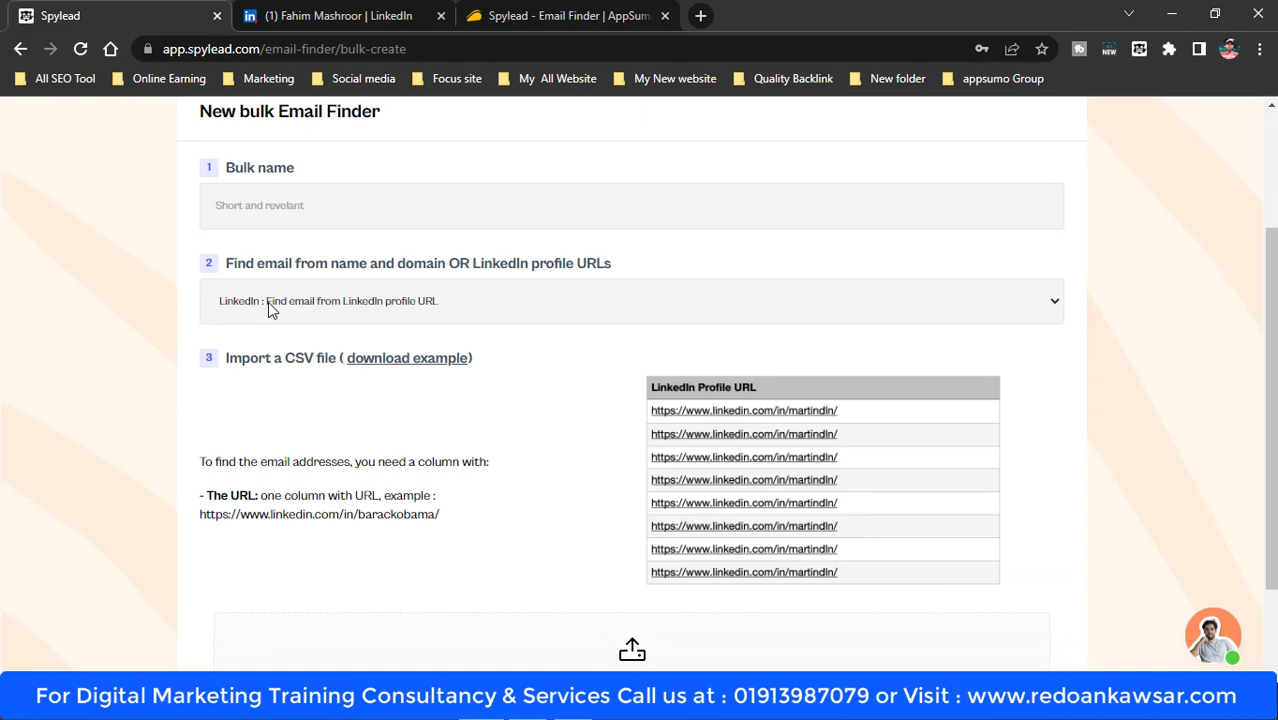 Spylead
(1) Fahim Mashroor | LinkedIn
Spylead - Email Finder | AppSum
app.spylead.com/email-finder/bulk-create
All SEO Tool
Online Earning
Marketing
Social media
Focus site
My All Website
My New website
Quality Backlink
New folder
appsumo Group
New bulk Email Finder
1 Bulk name
Short and revelant
2 Find email from name and domain OR LinkedIn profile URLs
LinkedIn : Find email from LinkedIn profile URL
3 Import a CSV file ( download example)
LinkedIn Profile URL
https://www.linkedin.com/in/martindln/
https://www.linkedin.com/in/martindln/
https://www.linkedin.com/in/martindln/
https://www.linkedin.com/in/martindln/
https://www.linkedin.com/in/martindln/
https://www.linkedin.com/in/martindln/
https://www.linkedin.com/in/martindln/
https://www.linkedin.com/in/martindln/
To find the email addresses, you need a column with:
- The URL: one column with URL, example :
https://www.linkedin.com/in/barackobama/
For Digital Marketing Training Consultancy & Services Call us at : 01913987079 or Visit : www.redoankawsar.com